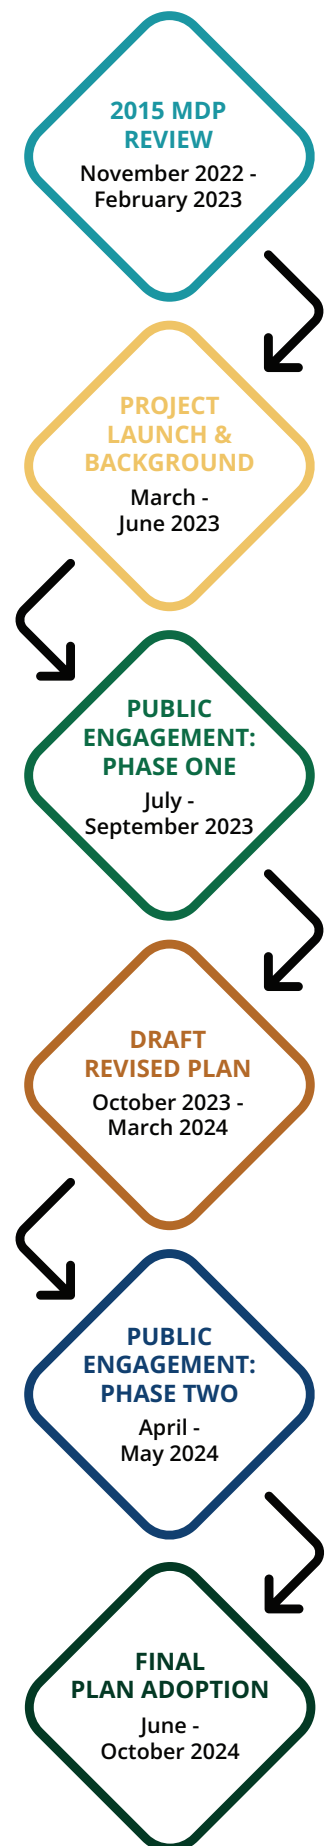 2015 MDP
REVIEW
November 2022 -
February 2023
PROJECT
LAUNCH &
BACKGROUND
March -
June 2023
PUBLIC
ENGAGEMENT:
PHASE ONE
July -
September 2023
DRAFT
REVISED PLAN
October 2023 -
March 2024
PUBLIC
ENGAGEMENT:
PHASE TWO
April -
May 2024
FINAL
PLAN ADOPTION
June -
October 2024